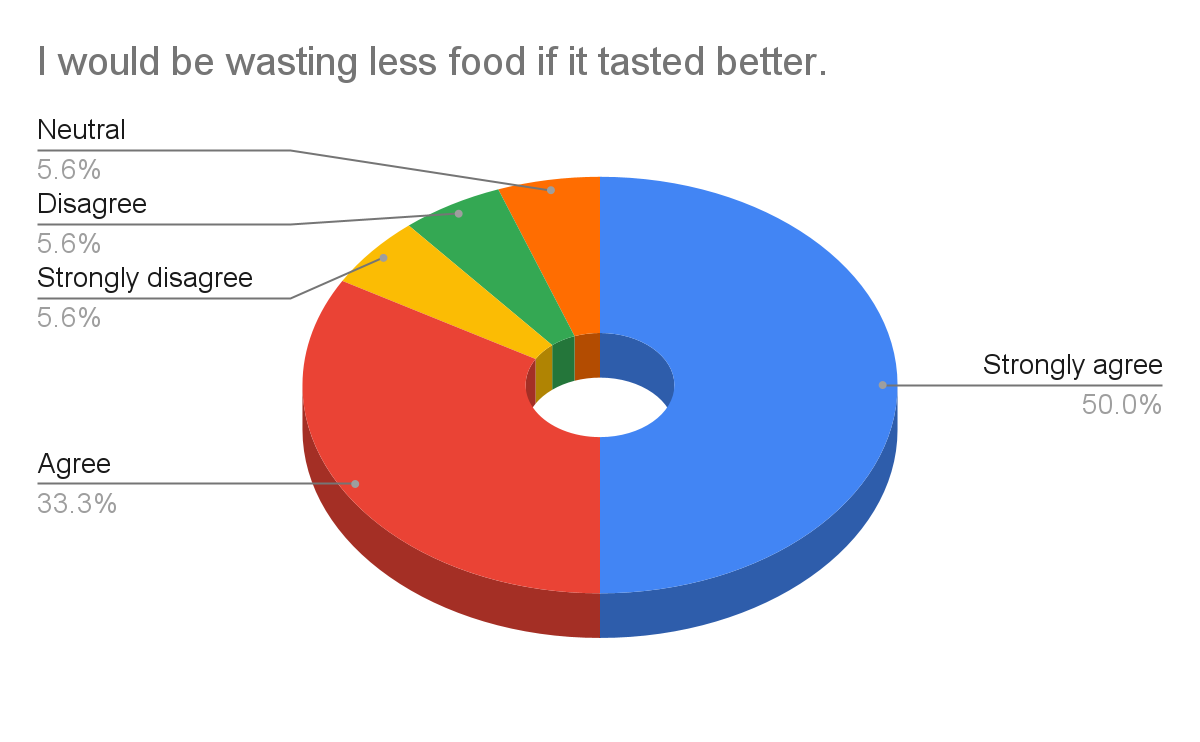 I would be wasting less food if it tasted better.
Neutral
5.6%
Disagree
5.6%
Strongly disagree
5.6%
Agree
33.3%
Strongly agree
50.0%